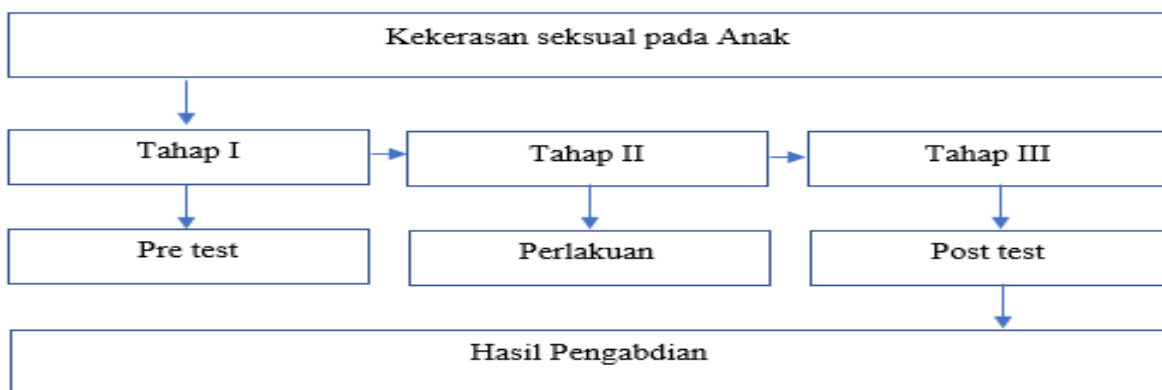 Kekerasan seksual pada Anak
Tahap I
Tahap II
Tahap III
Pre test
Perlakuan
Post test
Hasil Pengabdian